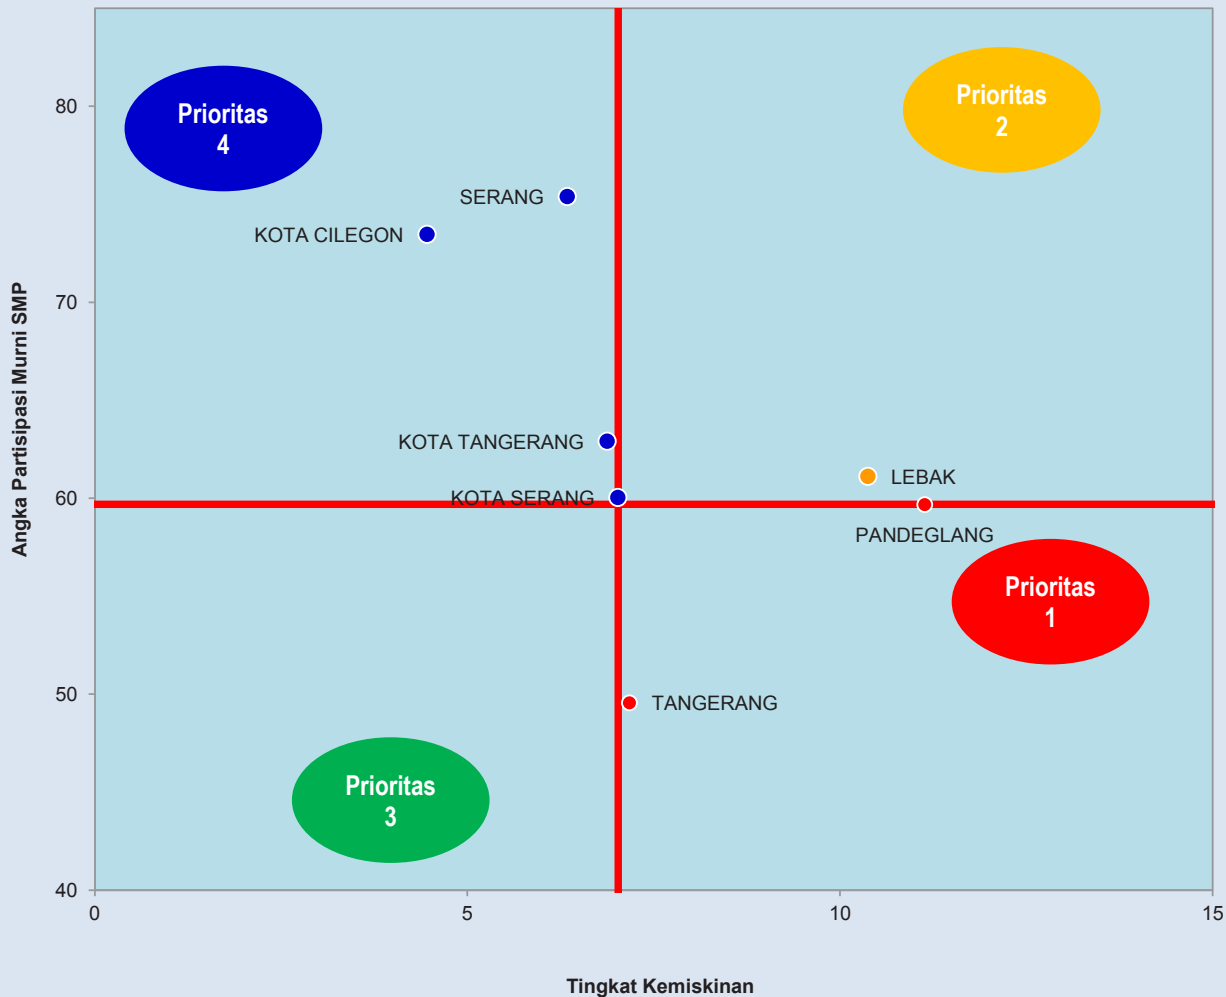 80
70
60
50
40
Angka Partisipasi Murni SMP
Prioritas
4
Prioritas
2
SERANG
KOTA CILEGON
KOTA TANGERANG
LEBAK
KOTA SERANG
PANDEGLANG
Prioritas
1
TANGERANG
Prioritas
3
0
5
10
15
Tingkat Kemiskinan